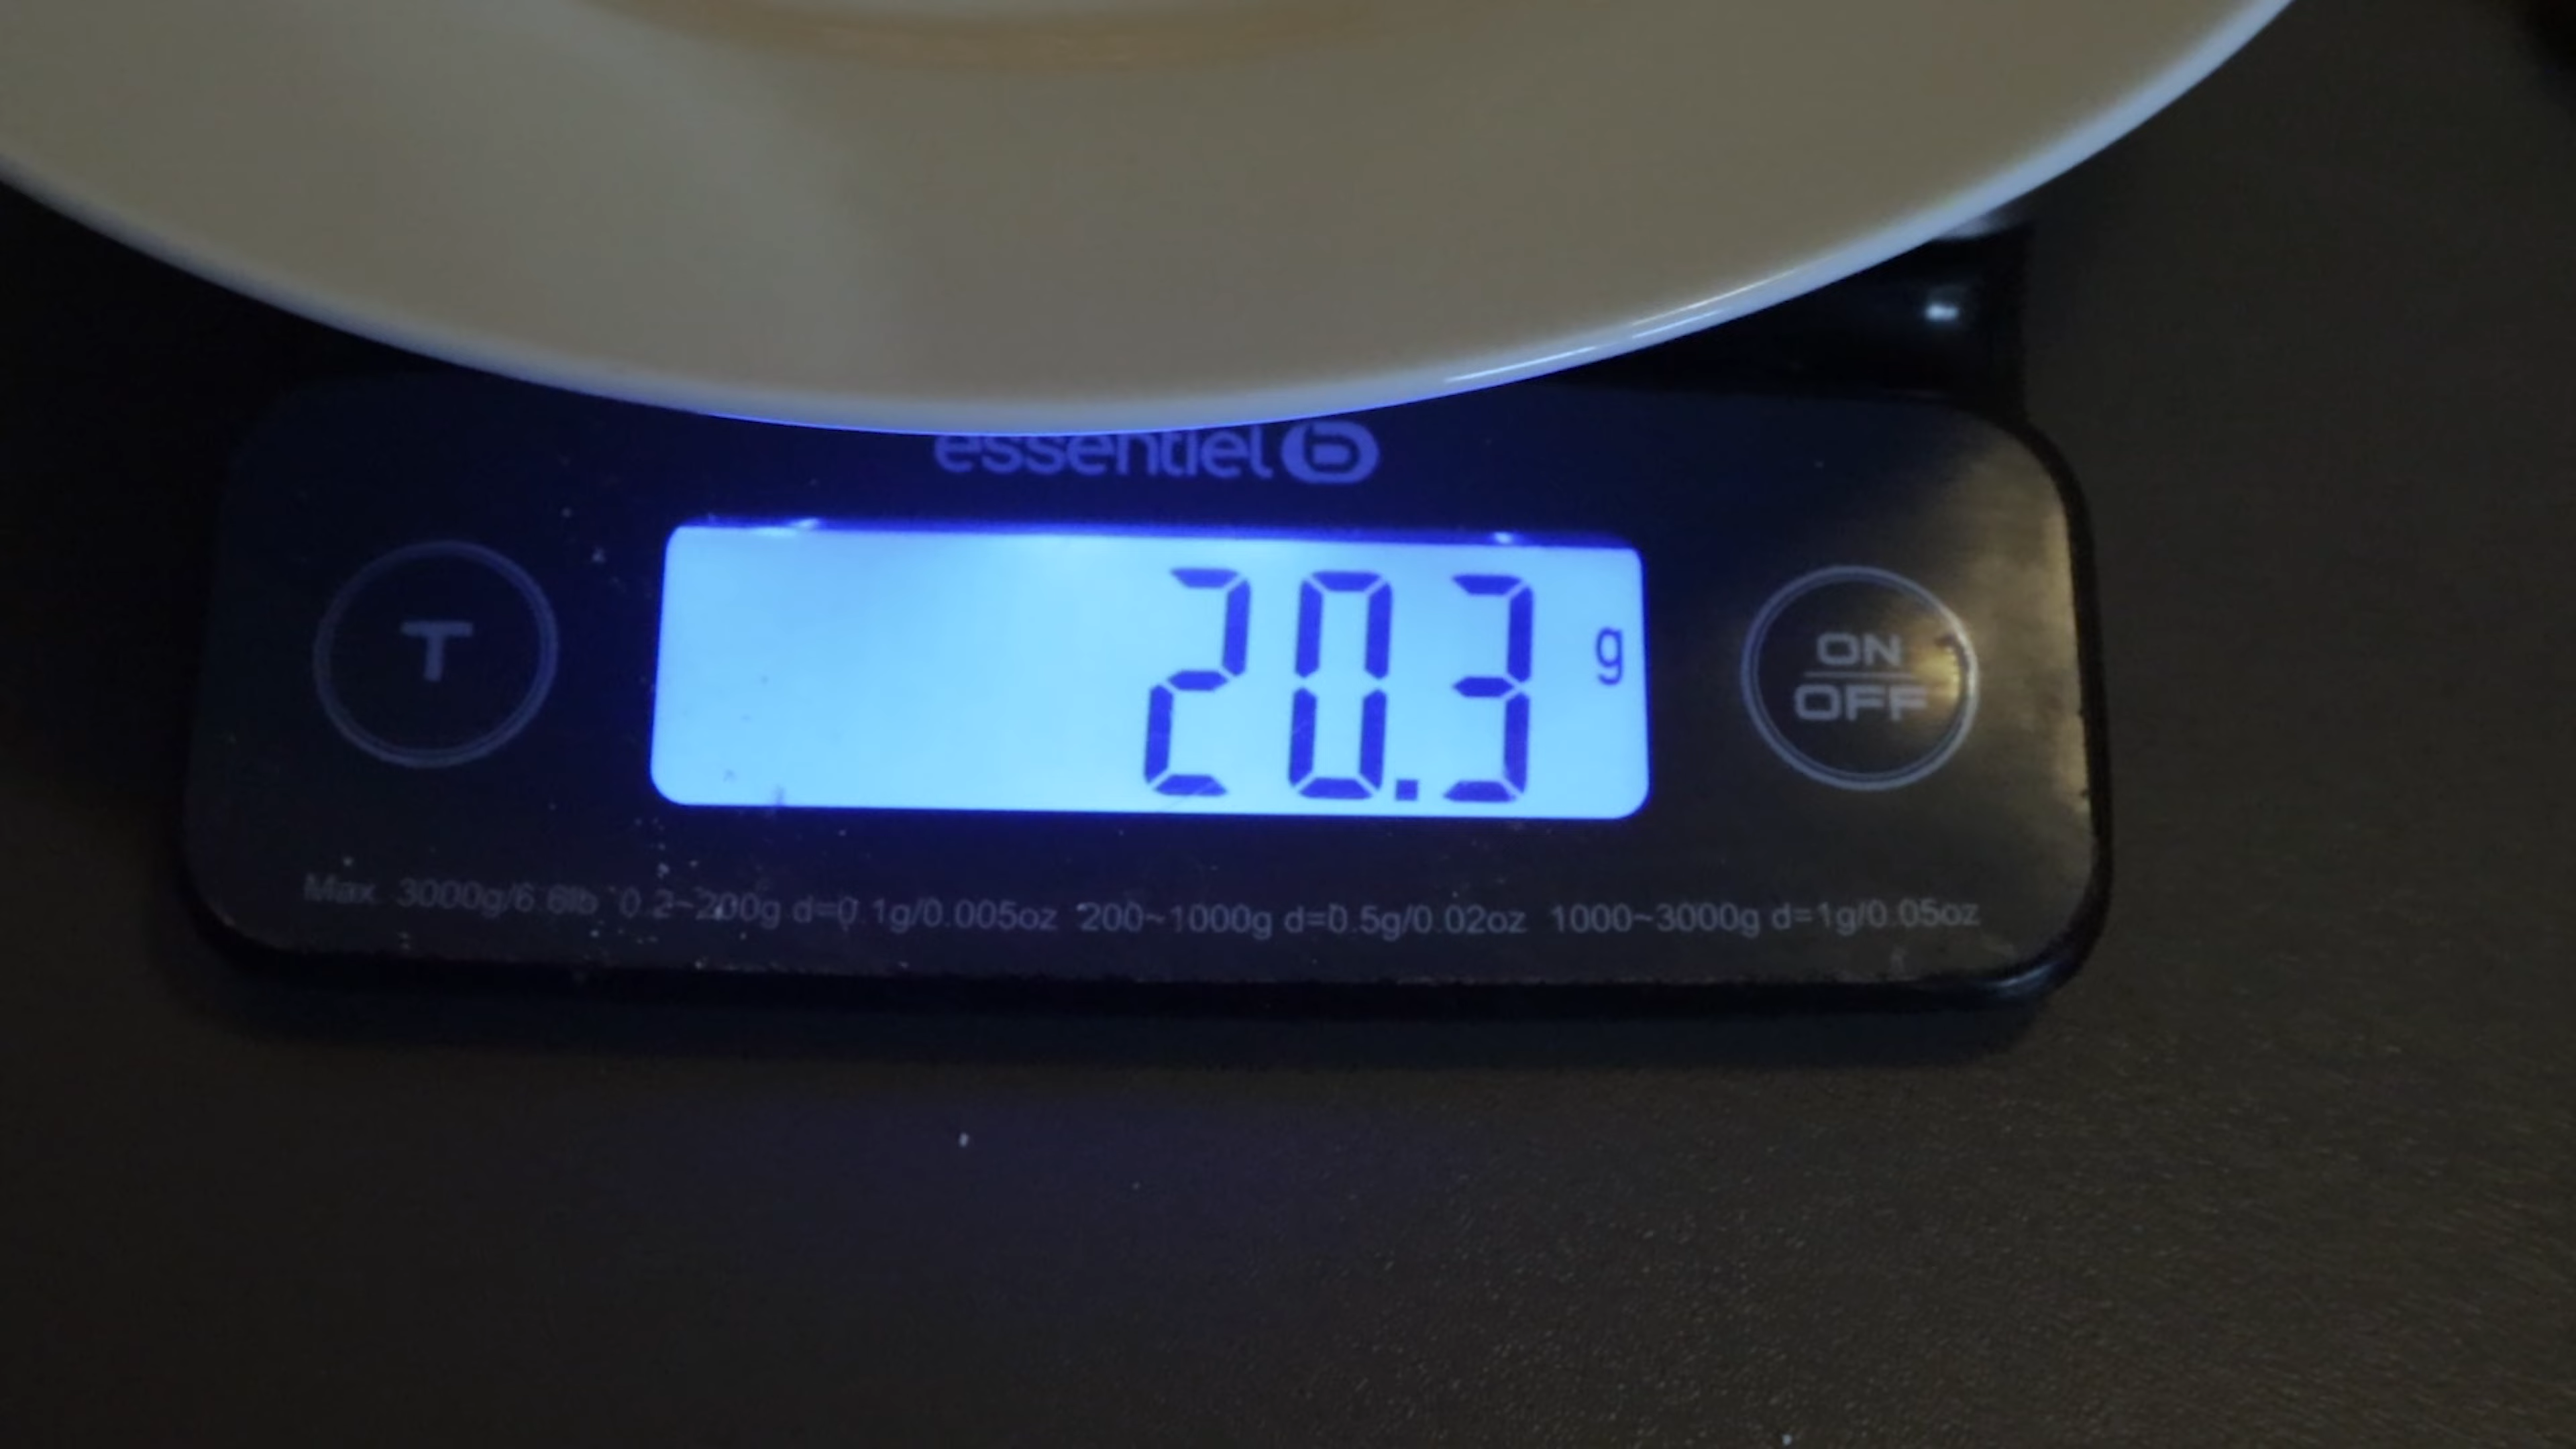 essentiel b
T
20.3 g
ON
OFF
Max. 3000g/6.6lb 0.2~200g d=0.1g/0.005oz 200~1000g d=0.5g/0.02oz 1000~3000g d=1g/0.05oz